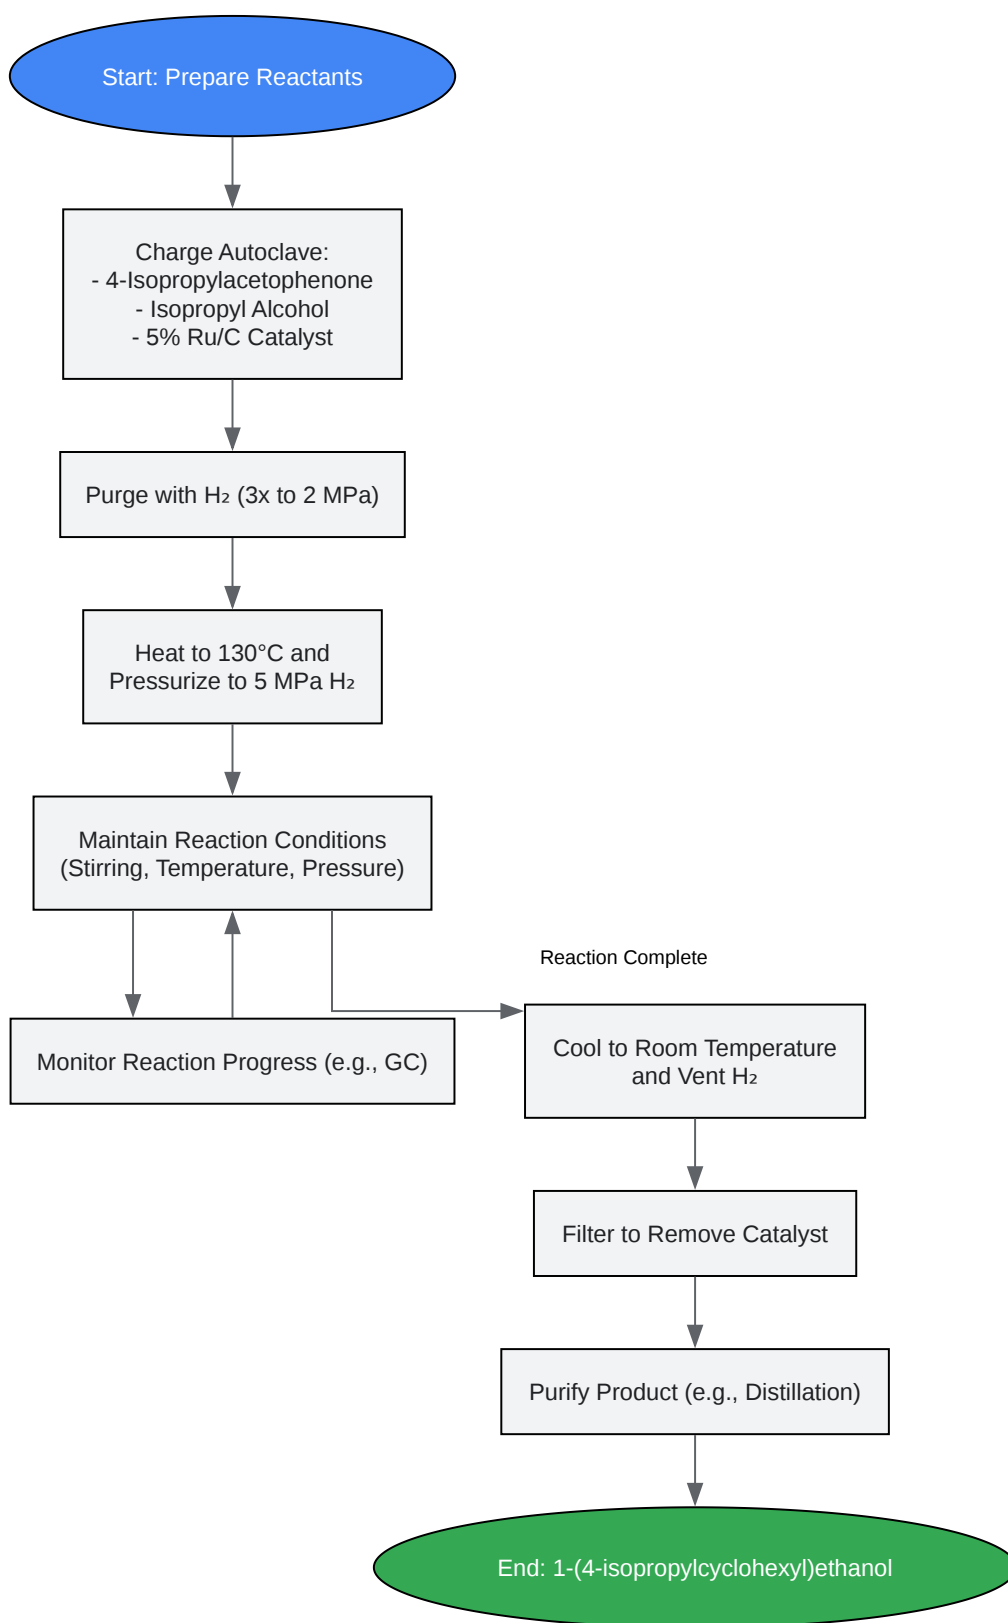 Start: Prepare Reactants
Charge Autoclave:
- 4-Isopropylacetophenone
- Isopropyl Alcohol
- 5% Ru/C Catalyst
Purge with H₂ (3x to 2 MPa)
Heat to 130°C and
Pressurize to 5 MPa H₂
Maintain Reaction Conditions
(Stirring, Temperature, Pressure)
Monitor Reaction Progress (e.g., GC)
Reaction Complete
Cool to Room Temperature
and Vent H₂
Filter to Remove Catalyst
Purify Product (e.g., Distillation)
End: 1-(4-isopropylcyclohexyl)ethanol